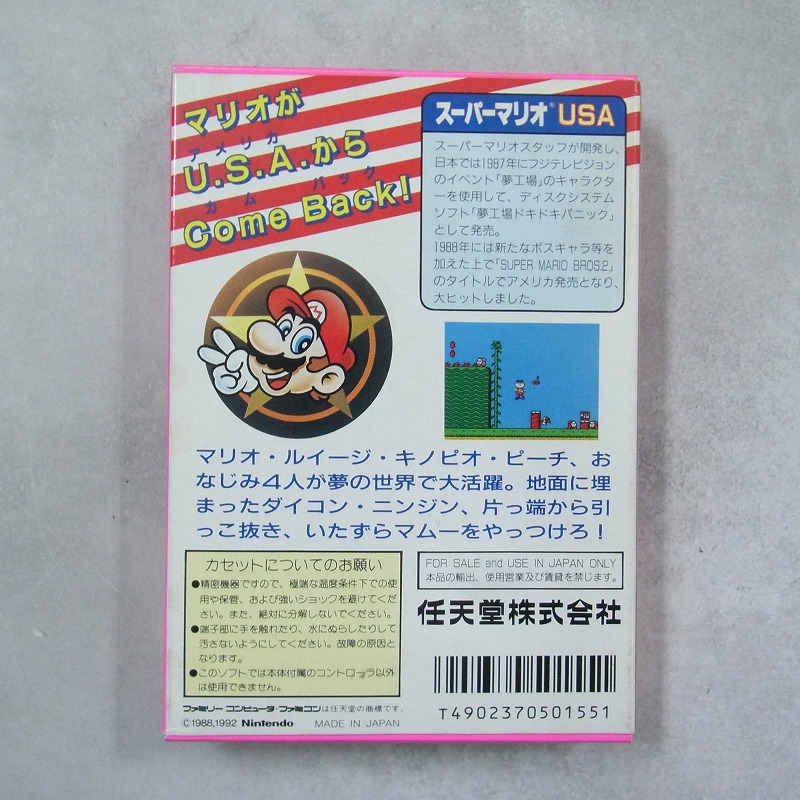 マリオが
アメリカ
U.S.A.から
カム バック
Come Back!
スーパーマリオ® USA
スーパーマリオスタッフが開発し、
日本では1987年にフジテレビジョン
のイベント「夢工場」のキャラクタ
ーを使用して、ディスクシステム
ソフト「夢工場ドキドキパニック」
として発売。
1988年には新たなボスキャラ等を
加えた上で「SUPER MARIO BROS.2」
のタイトルでアメリカ発売となり、
大ヒットしました。
マリオ・ルイージ・キノピオ・ピーチ、お
なじみ4人が夢の世界で大活躍。地面に埋
まったダイコン・ニンジン、片っ端から引
っこ抜き、いたずらマムーをやっつけろ!
カセットについてのお願い
●精密機器ですので、極端な温度条件下での使
用や保管、および強いショックを避けてくだ
さい。また、絶対に分解しないでください。
●端子部に手を触れたり、水にぬらしたりして
汚さないようにしてください。故障の原因と
なります。
●このソフトでは本体付属のコントローラ以外
は使用できません。
ファミリーコンピュータ・ファミコンは任天堂の商標です。
©1988,1992 Nintendo MADE IN JAPAN
FOR SALE and USE IN JAPAN ONLY
本品の輸出、使用営業及び賃貸を禁じます。
任天堂株式会社
T4902370501551